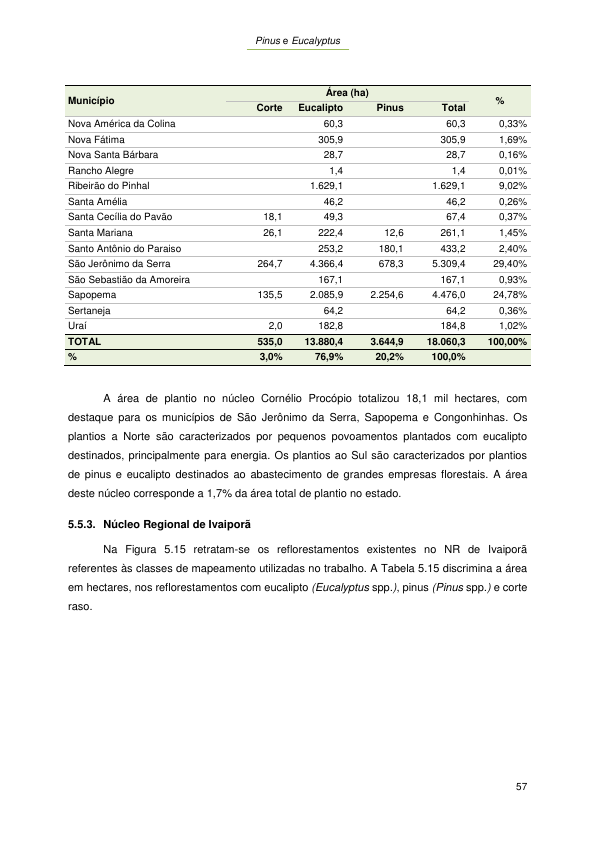 Pinus e Eucalyptus
Município Área (ha) %
Corte Eucalipto Pinus Total
Nova América da Colina 60,3 60,3 0,33%
Nova Fátima 305,9 305,9 1,69%
Nova Santa Bárbara 28,7 28,7 0,16%
Rancho Alegre 1,4 1,4 0,01%
Ribeirão do Pinhal 1.629,1 1.629,1 9,02%
Santa Amélia 46,2 46,2 0,26%
Santa Cecília do Pavão 18,1 49,3 67,4 0,37%
Santa Mariana 26,1 222,4 12,6 261,1 1,45%
Santo Antônio do Paraiso 253,2 180,1 433,2 2,40%
São Jerônimo da Serra 264,7 4.366,4 678,3 5.309,4 29,40%
São Sebastião da Amoreira 167,1 167,1 0,93%
Sapopema 135,5 2.085,9 2.254,6 4.476,0 24,78%
Sertaneja 64,2 64,2 0,36%
Uraí 2,0 182,8 184,8 1,02%
TOTAL 535,0 13.880,4 3.644,9 18.060,3 100,00%
% 3,0% 76,9% 20,2% 100,0%
A área de plantio no núcleo Cornélio Procópio totalizou 18,1 mil hectares, com
destaque para os municípios de São Jerônimo da Serra, Sapopema e Congonhinhas. Os
plantios a Norte são caracterizados por pequenos povoamentos plantados com eucalipto
destinados, principalmente para energia. Os plantios ao Sul são caracterizados por plantios
de pinus e eucalipto destinados ao abastecimento de grandes empresas florestais. A área
deste núcleo corresponde a 1,7% da área total de plantio no estado.
5.5.3. Núcleo Regional de Ivaiporã
Na Figura 5.15 retratam-se os reflorestamentos existentes no NR de Ivaiporã
referentes às classes de mapeamento utilizadas no trabalho. A Tabela 5.15 discrimina a área
em hectares, nos reflorestamentos com eucalipto (Eucalyptus spp.), pinus (Pinus spp.) e corte
raso.
57